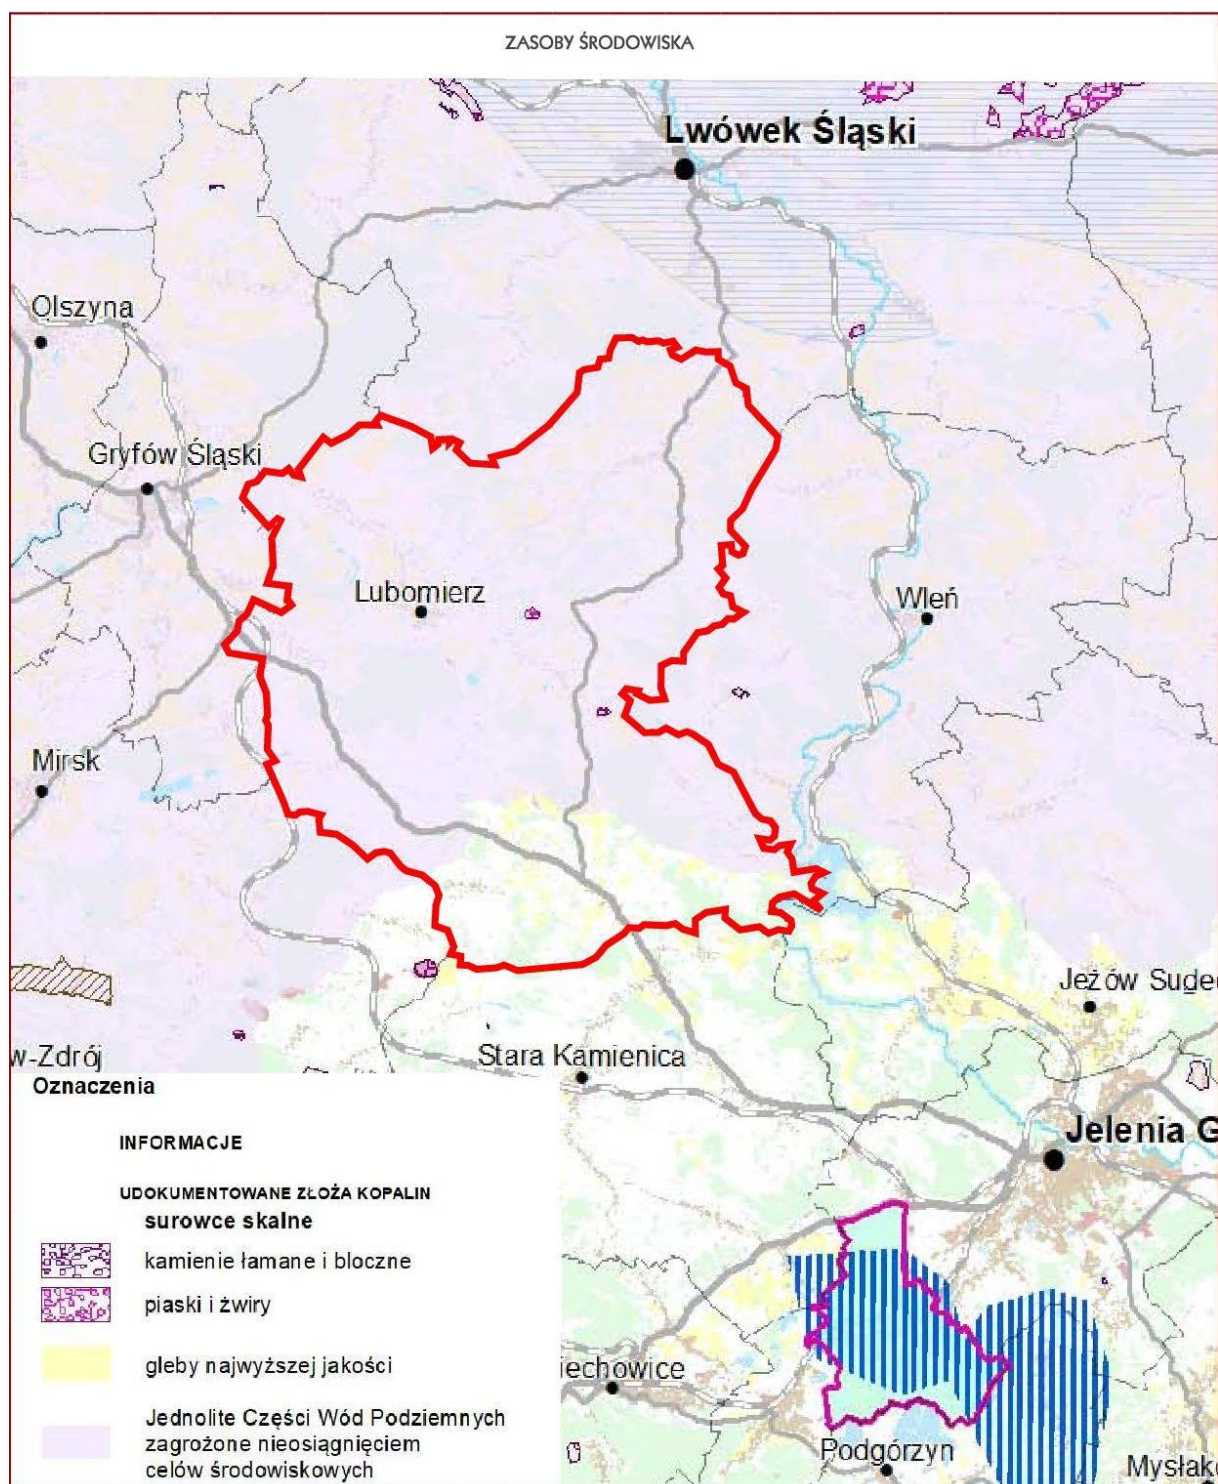 ZASOBY ŚRODOWISKA
Lwówek Śląski
Olszyna
Gryfów Śląski
Lubomierz
Wleń
Mirsk
Jeżów Sude
w-Zdrój
Stara Kamienica
Jelenia G
iechowice
Podgórzyn
Mysłak
Oznaczenia
INFORMACJE
UDOKUMENTOWANE ZŁOŻA KOPALIN
surowce skalne
kamienie łamane i bloczne
piaski i żwiry
gleby najwyższej jakości
Jednolite Części Wód Podziemnych
zagrożone nieosiągnięciem
celów środowiskowych